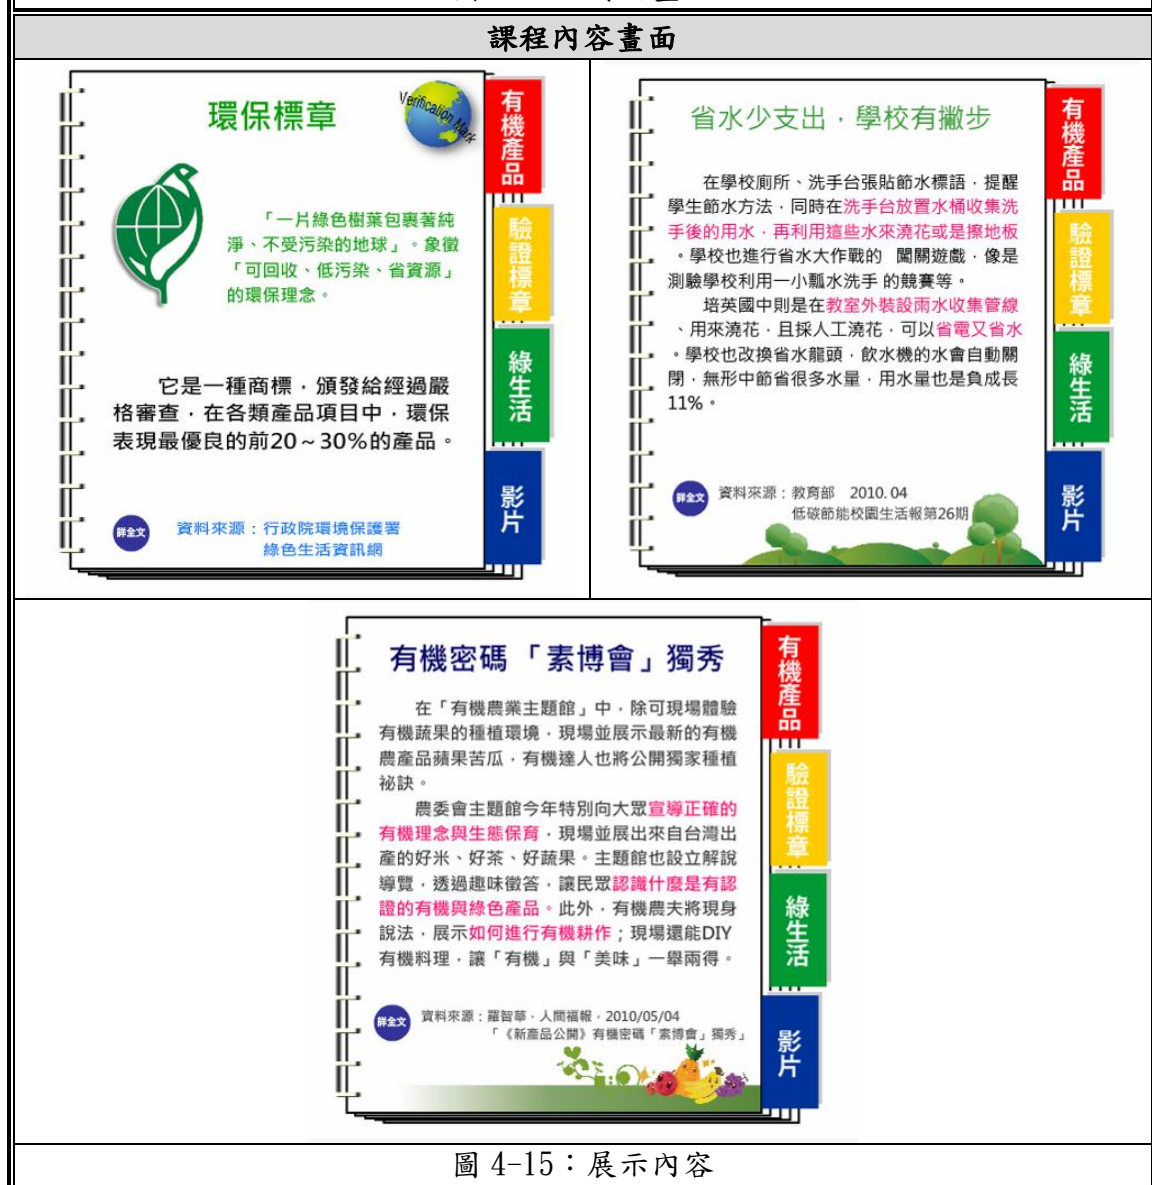 課程內容畫面
環保標章
Verification Mark
「一片綠色樹葉包裹著純
淨、不受污染的地球」。象徵
「可回收、低污染、省資源」
的環保理念。
它是一種商標，頒發給經過嚴
格審查，在各類產品項目中，環保
表現最優良的前20～30%的產品。
詳全文
資料來源：行政院環境保護署
綠色生活資訊網
有機產品
驗證標章
綠生活
影片
省水少支出，學校有撇步
在學校廁所、洗手台張貼節水標語，提醒
學生節水方法，同時在洗手台放置水桶收集洗
手後的用水，再利用這些水來澆花或是擦地板
。學校也進行省水大作戰的 闖關遊戲，像是
測驗學校利用一小瓢水洗手 的競賽等。
培英國中則是在教室外裝設雨水收集管線
、用來澆花，且採人工澆花，可以省電又省水
。學校也改換省水龍頭，飲水機的水會自動關
閉，無形中節省很多水量，用水量也是負成長
11%。
詳全文
資料來源：教育部 2010.04
低碳節能校園生活報第26期
有機產品
驗證標章
綠生活
影片
有機密碼「素博會」獨秀
在「有機農業主題館」中，除可現場體驗
有機蔬果的種植環境，現場並展示最新的有機
農產品蘋果苦瓜，有機達人也將公開獨家種植
祕訣。
農委會主題館今年特別向大眾宣導正確的
有機理念與生態保育，現場並展出來自台灣出
產的好米、好茶、好蔬果。主題館也設立解說
導覽，透過趣味徵答，讓民眾認識什麼是有認
證的有機與綠色產品。此外，有機農夫將現身
說法，展示如何進行有機耕作；現場還能DIY
有機料理，讓「有機」與「美味」一舉兩得。
詳全文
資料來源：羅智華，人間福報，2010/05/04
「《新產品公開》有機密碼「素博會」獨秀」
有機產品
驗證標章
綠生活
影片
圖 4-15：展示內容